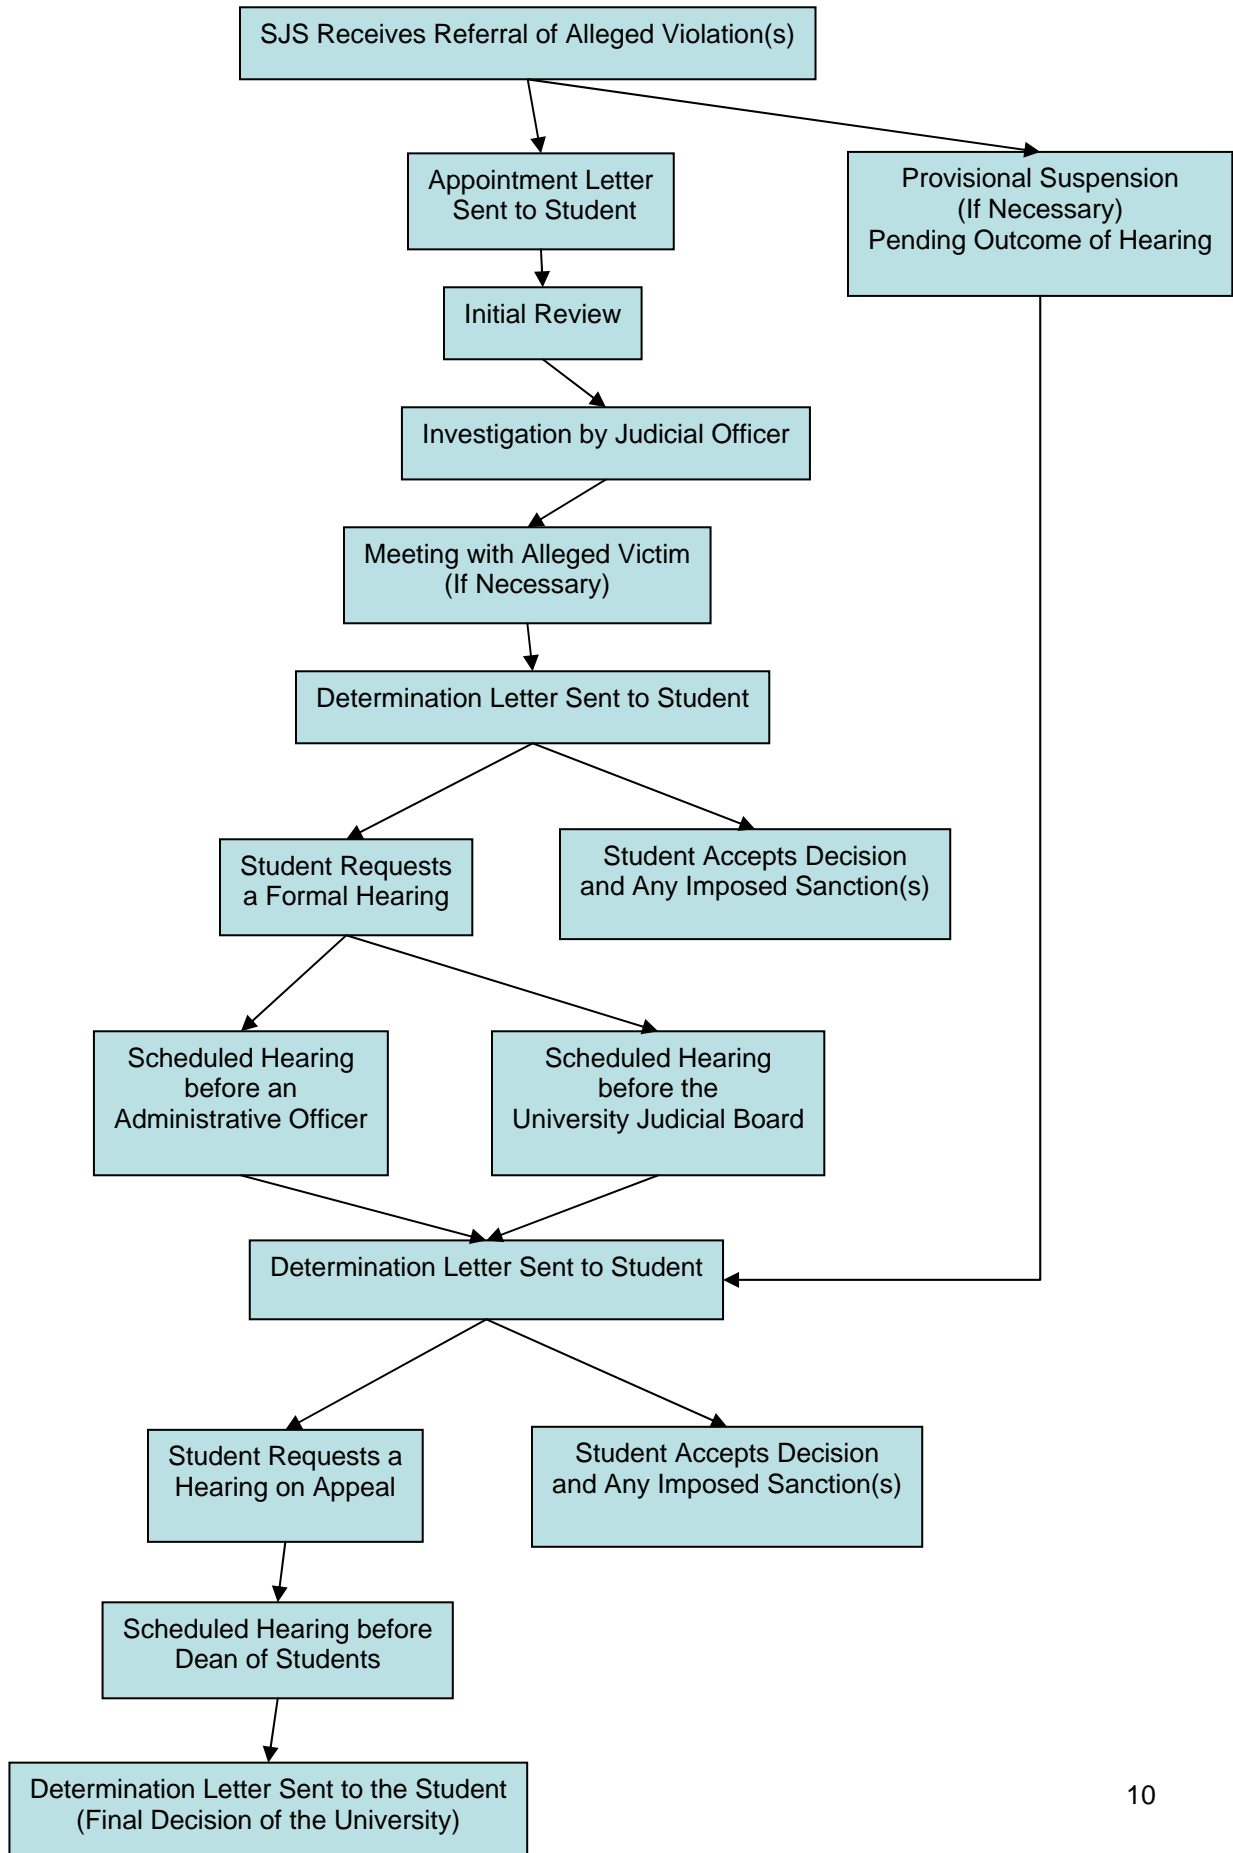 SJS Receives Referral of Alleged Violation(s)
Appointment Letter
Sent to Student
Provisional Suspension
(If Necessary)
Pending Outcome of Hearing
Initial Review
Investigation by Judicial Officer
Meeting with Alleged Victim
(If Necessary)
Determination Letter Sent to Student
Student Requests
a Formal Hearing
Student Accepts Decision
and Any Imposed Sanction(s)
Scheduled Hearing
before an
Administrative Officer
Scheduled Hearing
before the
University Judicial Board
Determination Letter Sent to Student
Student Requests a
Hearing on Appeal
Student Accepts Decision
and Any Imposed Sanction(s)
Scheduled Hearing before
Dean of Students
Determination Letter Sent to the Student
(Final Decision of the University)
10